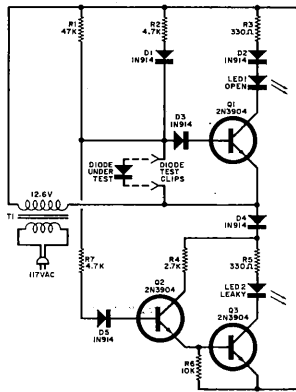 R1
47K
R2
4.7K
R3
330Ω
D1
1N914
D2
1N914
LED1
OPEN
D3
1N914
Q1
2N3904
DIODE
UNDER
TEST
DIODE
TEST
CLIPS
12.6V
T1
117VAC
D4
1N914
R7
4.7K
R4
2.7K
R5
330Ω
Q2
2N3904
LED2
LEAKY
D5
1N914
Q3
2N3904
R6
10K